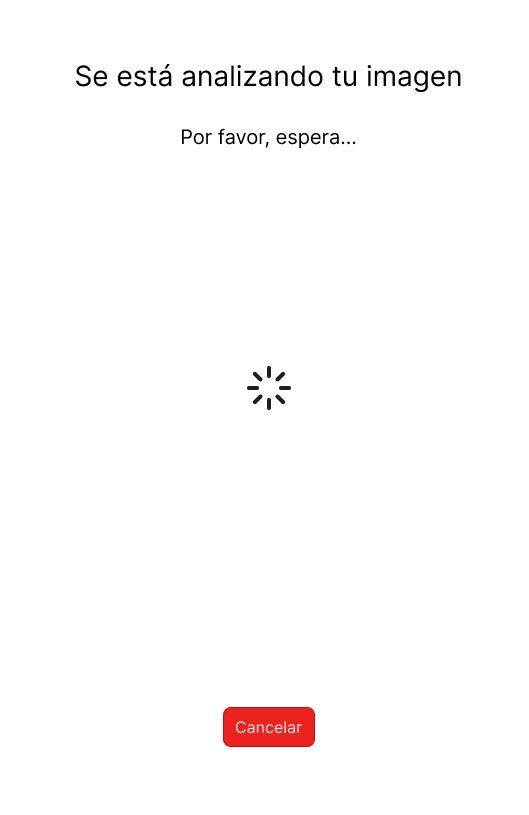 Se está analizando tu imagen
Por favor, espera...
Cancelar